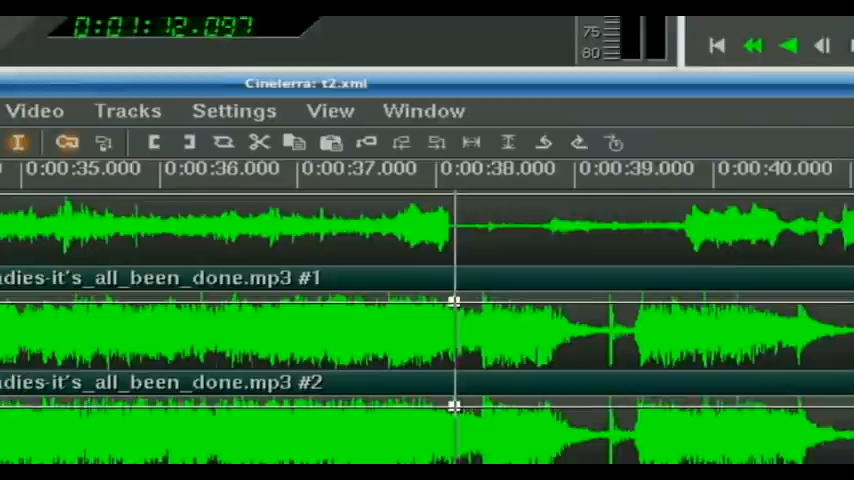 0:01:12.097
75
80
Cinelerra: t2.xml
Video Tracks Settings View Window
0:00:35.000 0:00:36.000 0:00:37.000 0:00:38.000 0:00:39.000 0:00:40.000
adies-it's_all_been_done.mp3 #1
adies-it's_all_been_done.mp3 #2